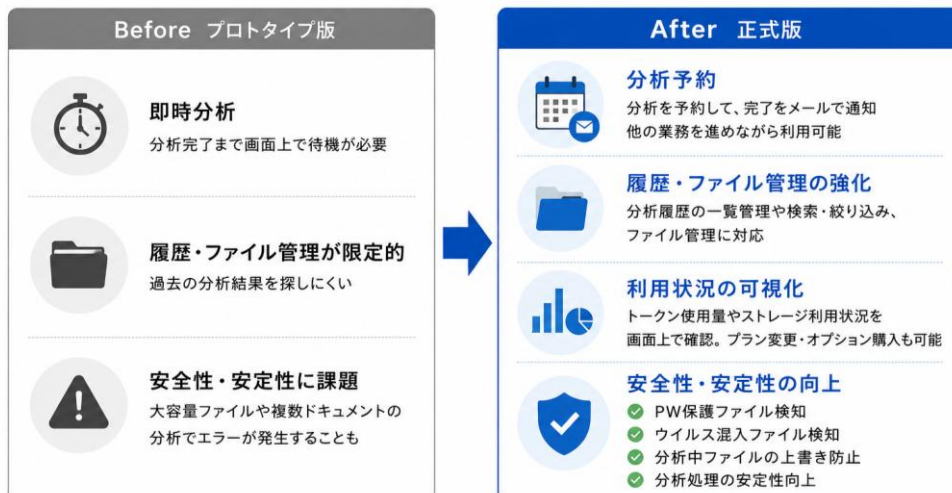 Before プロトタイプ版
即時分析
分析完了まで画面上で待機が必要
履歴・ファイル管理が限定的
過去の分析結果を探しにくい
安全性・安定性に課題
大容量ファイルや複数ドキュメントの
分析でエラーが発生することも
After 正式版
分析予約
分析を予約して、完了をメールで通知
他の業務を進めながら利用可能
履歴・ファイル管理の強化
分析履歴の一覧管理や検索・絞り込み、
ファイル管理に対応
利用状況の可視化
トークン使用量やストレージ利用状況を
画面上で確認。プラン変更・オプション購入も可能
安全性・安定性の向上
PW保護ファイル検知
ウイルス混入ファイル検知
分析中ファイルの上書き防止
分析処理の安定性向上